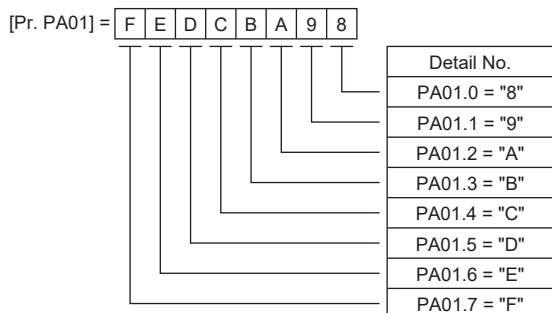 [Pr. PA01] = F E D C B A 9 8
Detail No.
PA01.0 = "8"
PA01.1 = "9"
PA01.2 = "A"
PA01.3 = "B"
PA01.4 = "C"
PA01.5 = "D"
PA01.6 = "E"
PA01.7 = "F"